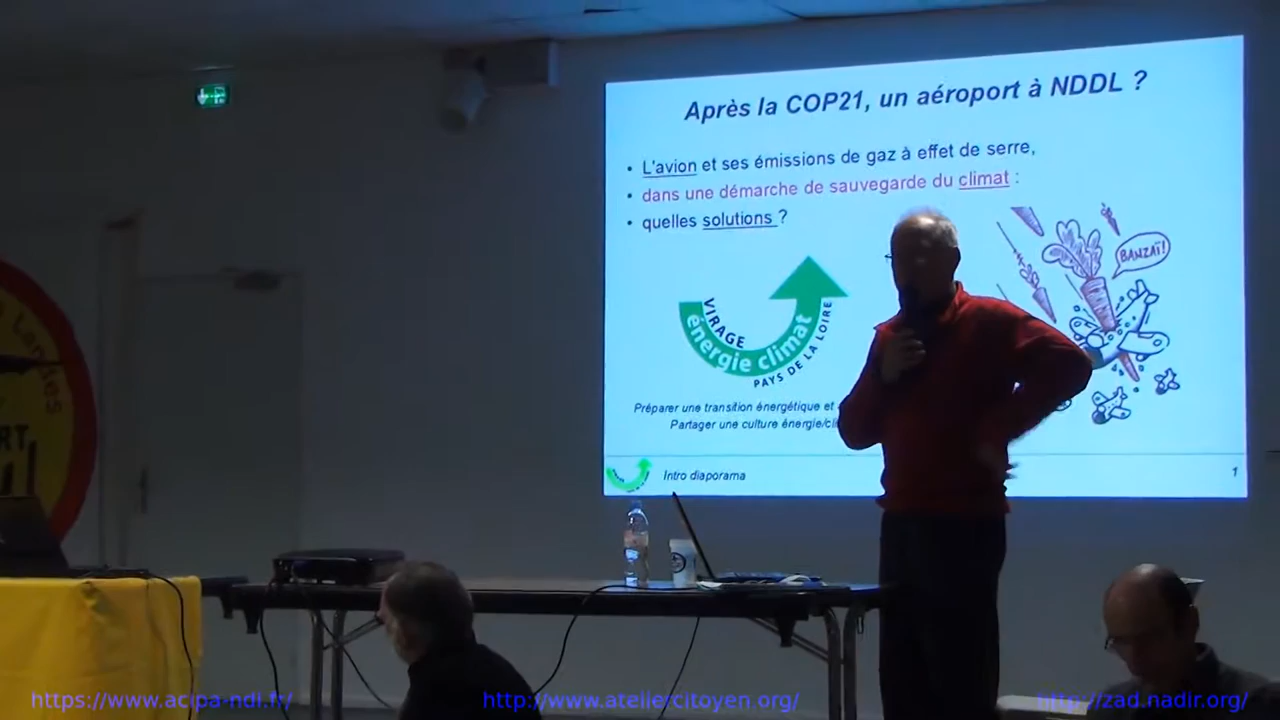 Après la COP21, un aéroport à NDDL ?
• L'avion et ses émissions de gaz à effet de serre,
• dans une démarche de sauvegarde du climat :
• quelles solutions ?
BANZAÏ!
VIRAGE
énergie climat
PAYS DE LA LOIRE
Préparer une transition énergétique et
Partager une culture énergie/cli
Intro diaporama
1
Landes
https://www.acipa-ndl.fr/
http://www.ateliercitoyen.org/
http://zad.nadir.org/